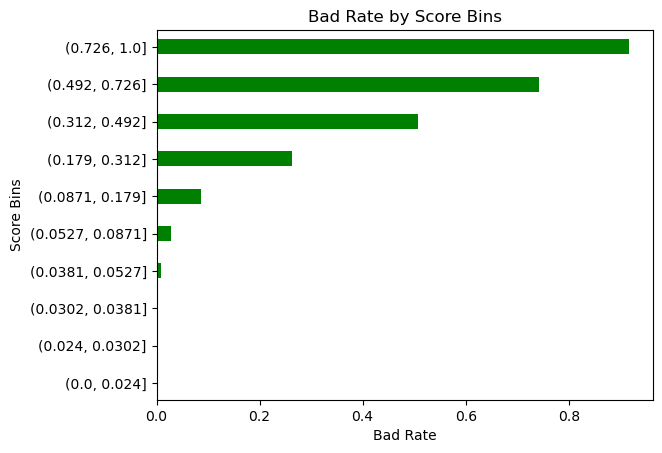 Bad Rate by Score Bins
(0.726, 1.0]
(0.492, 0.726]
(0.312, 0.492]
(0.179, 0.312]
(0.0871, 0.179]
(0.0527, 0.0871]
(0.0381, 0.0527]
(0.0302, 0.0381]
(0.024, 0.0302]
(0.0, 0.024]
Score Bins
0.0 0.2 0.4 0.6 0.8
Bad Rate